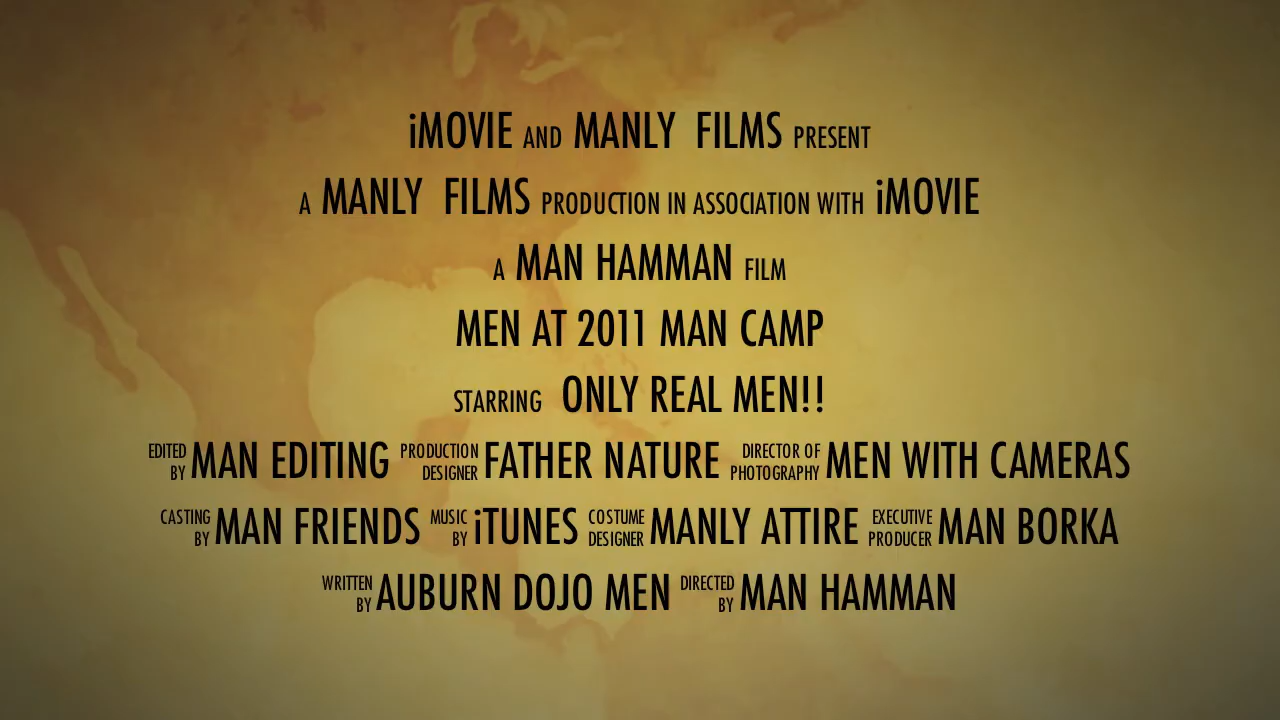 iMOVIE AND MANLY FILMS PRESENT
A MANLY FILMS PRODUCTION IN ASSOCIATION WITH iMOVIE
A MAN HAMMAN FILM
MEN AT 2011 MAN CAMP
STARRING ONLY REAL MEN!!
EDITED BY MAN EDITING PRODUCTION DESIGNER FATHER NATURE DIRECTOR OF PHOTOGRAPHY MEN WITH CAMERAS
CASTING BY MAN FRIENDS MUSIC BY iTUNES COSTUME DESIGNER MANLY ATTIRE EXECUTIVE PRODUCER MAN BORKA
WRITTEN BY AUBURN DOJO MEN DIRECTED BY MAN HAMMAN